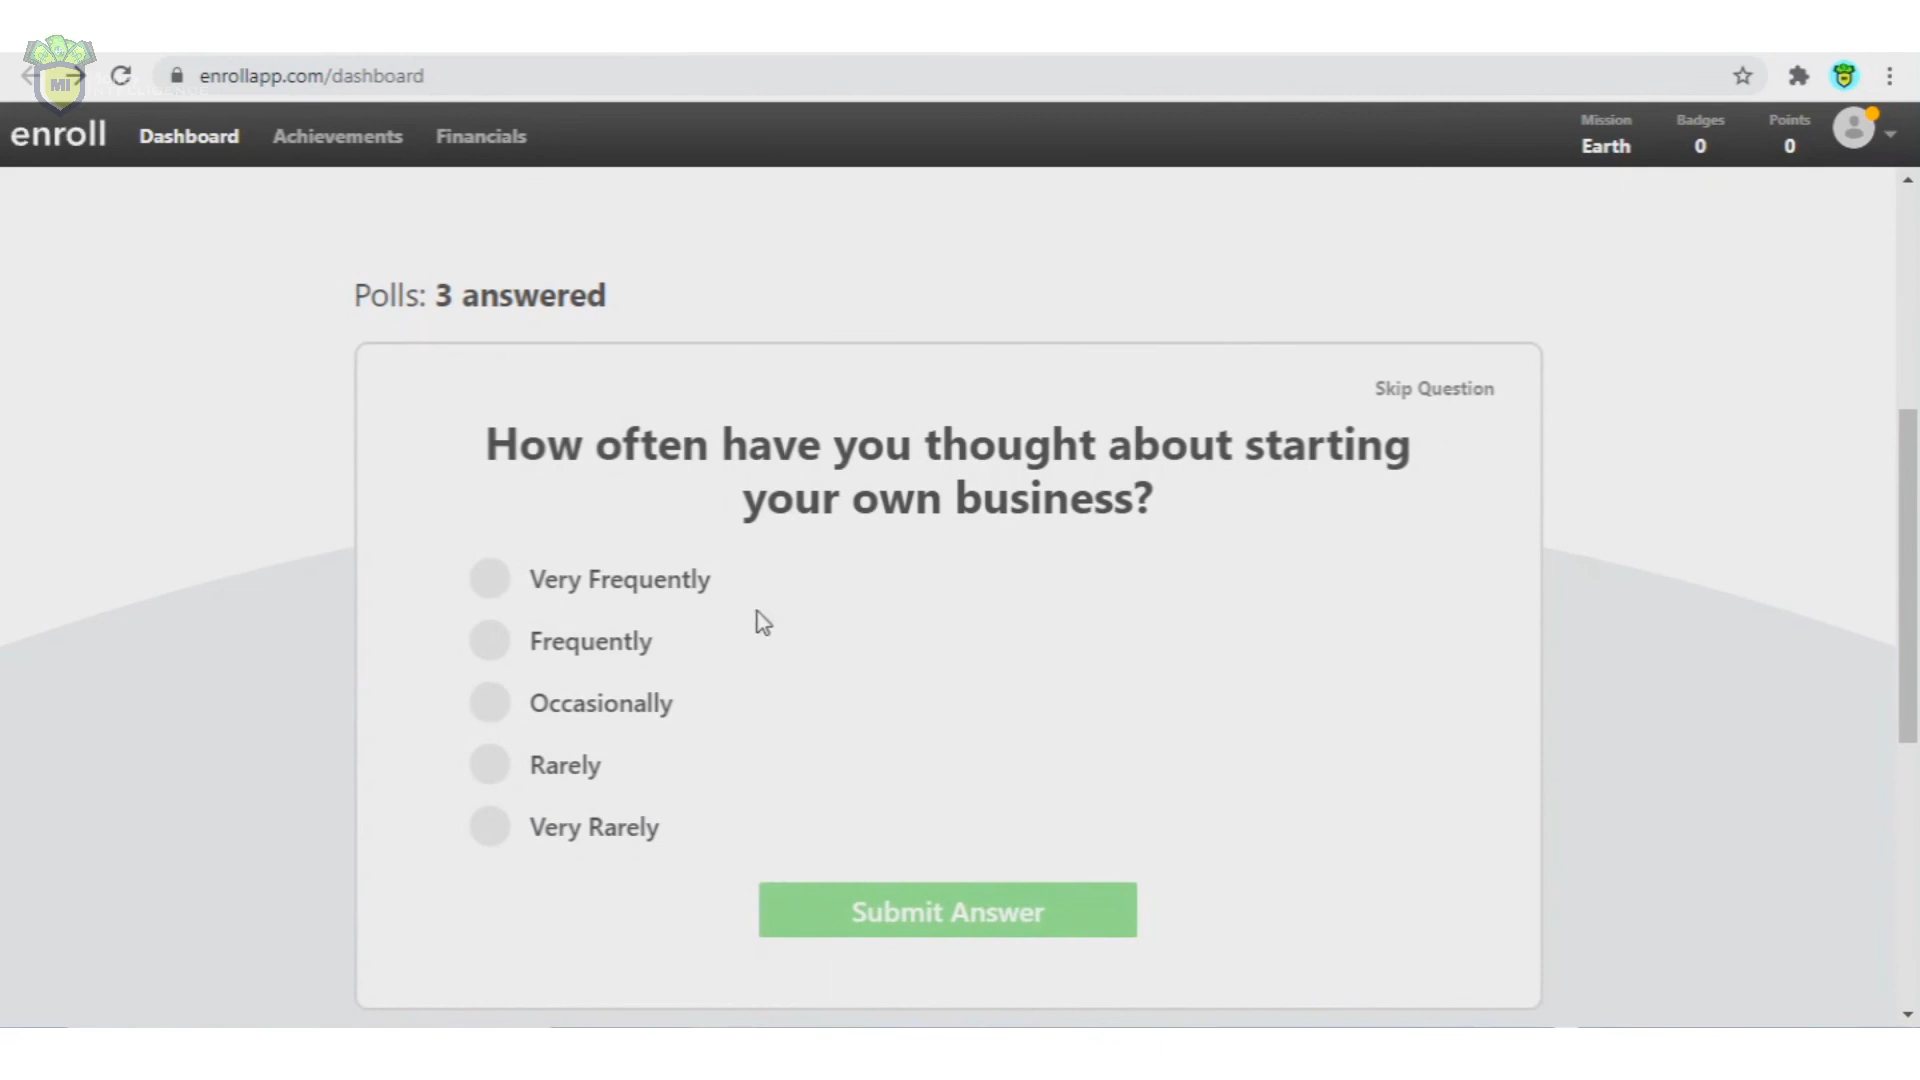 enrollapp.com/dashboard
MI
enroll
Dashboard
Achievements
Financials
Mission
Earth
Badges
0
Points
0
Polls: 3 answered
Skip Question
How often have you thought about starting
your own business?
Very Frequently
Frequently
Occasionally
Rarely
Very Rarely
Submit Answer